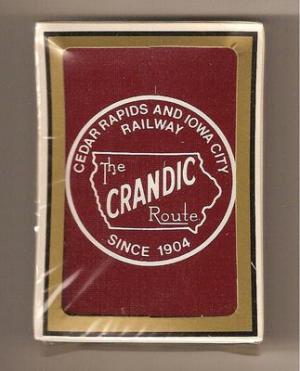 CEDAR RAPIDS AND IOWA CITY
RAILWAY
The
CRANDIC
Route
SINCE 1904